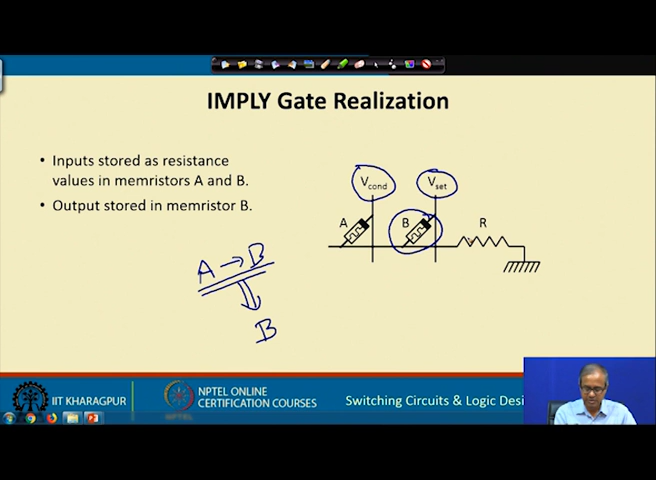 IMPLY Gate Realization
• Inputs stored as resistance
values in memristors A and B.
• Output stored in memristor B.
Vcond
Vset
A
B
R
A → B
B
IIT KHARAGPUR
NPTEL ONLINE
CERTIFICATION COURSES
Switching Circuits & Logic Desi